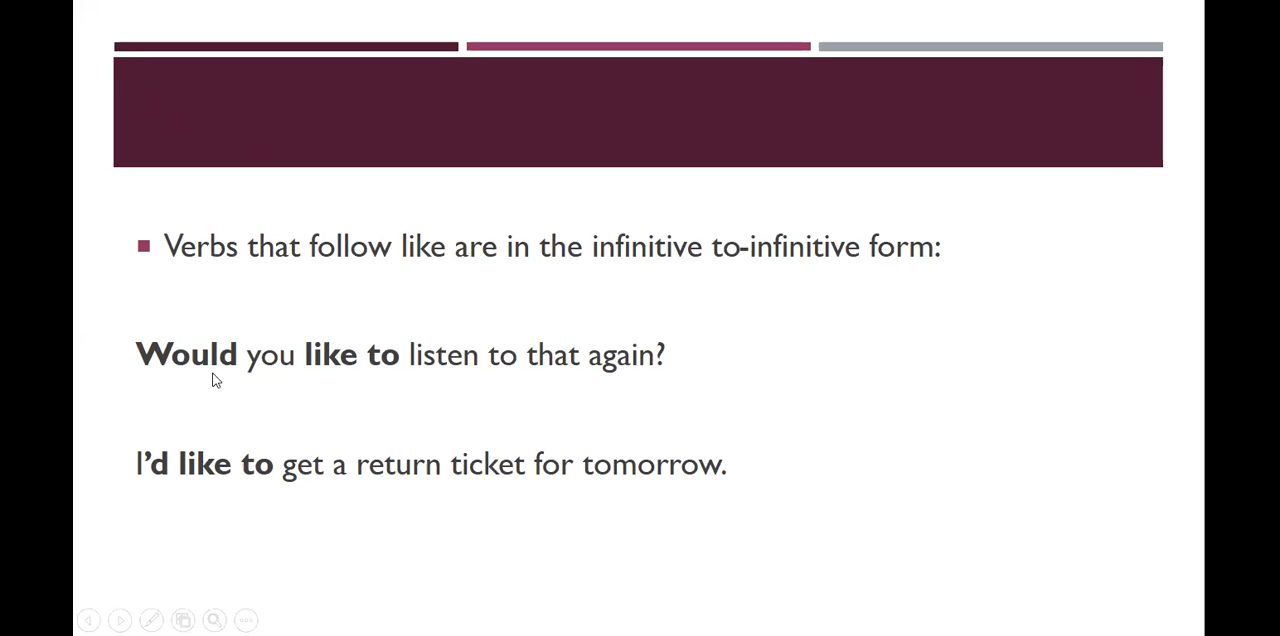 Verbs that follow like are in the infinitive to-infinitive form:
Would you like to listen to that again?
I'd like to get a return ticket for tomorrow.